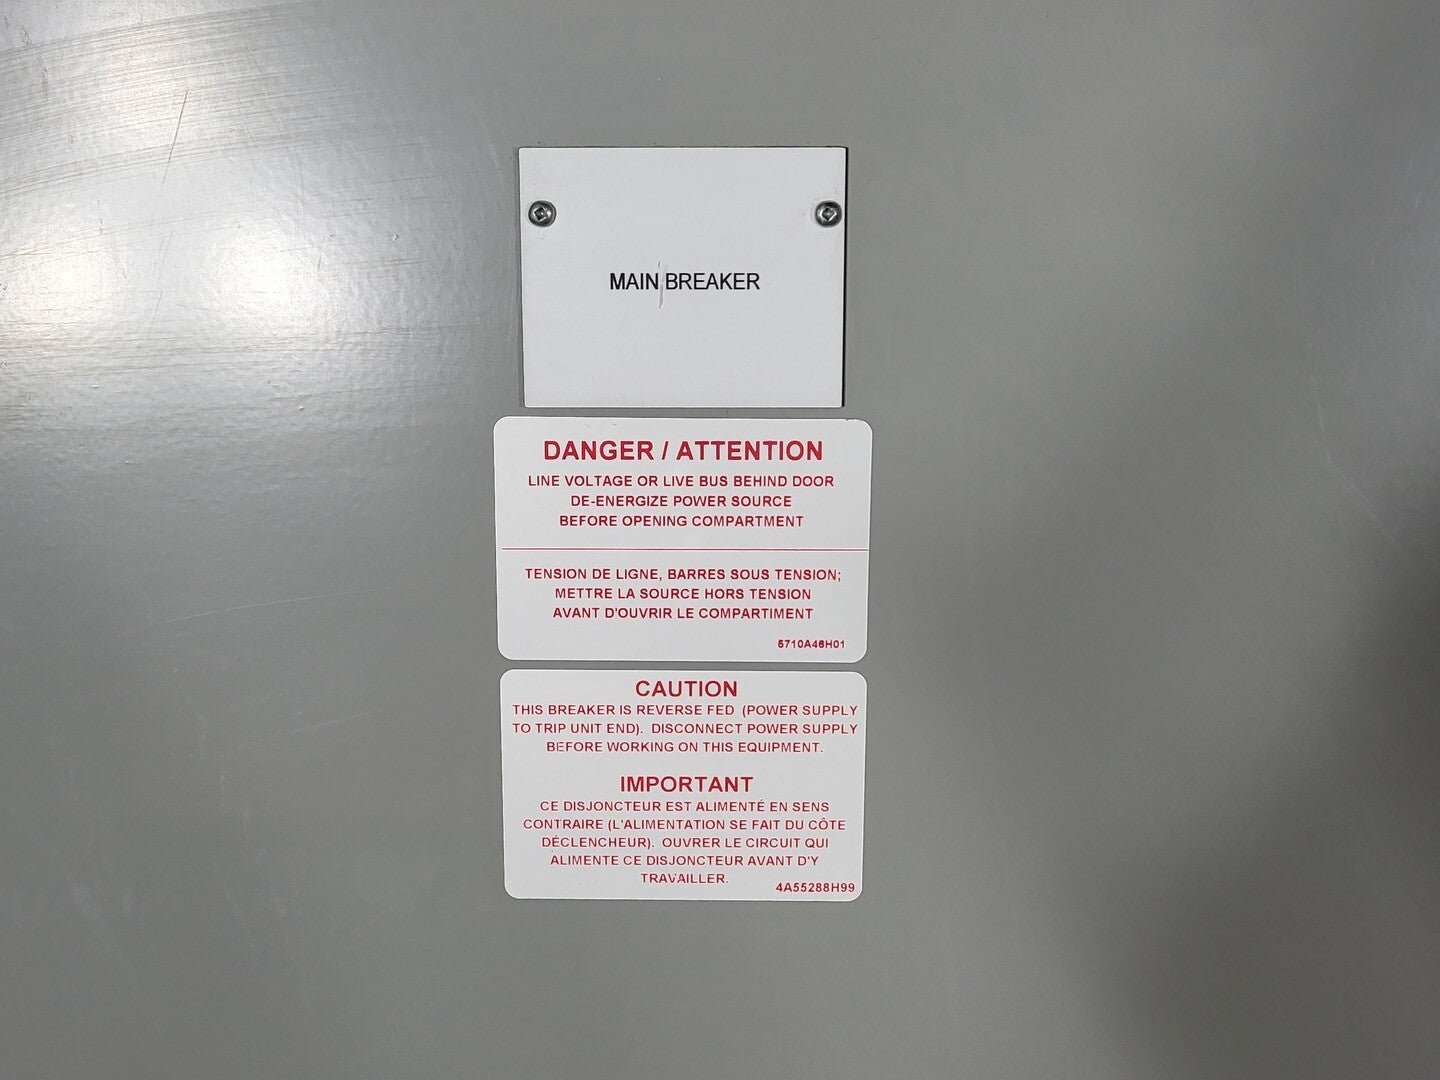 MAIN BREAKER
DANGER / ATTENTION
LINE VOLTAGE OR LIVE BUS BEHIND DOOR
DE-ENERGIZE POWER SOURCE
BEFORE OPENING COMPARTMENT
TENSION DE LIGNE, BARRES SOUS TENSION;
METTRE LA SOURCE HORS TENSION
AVANT D'OUVRIR LE COMPARTIMENT
5710A46H01
CAUTION
THIS BREAKER IS REVERSE FED (POWER SUPPLY
TO TRIP UNIT END). DISCONNECT POWER SUPPLY
BEFORE WORKING ON THIS EQUIPMENT.
IMPORTANT
CE DISJONCTEUR EST ALIMENTÉ EN SENS
CONTRAIRE (L'ALIMENTATION SE FAIT DU CÔTE
DÉCLENCHEUR). OUVRER LE CIRCUIT QUI
ALIMENTE CE DISJONCTEUR AVANT D'Y
TRAVAILLER.
4A55288H99